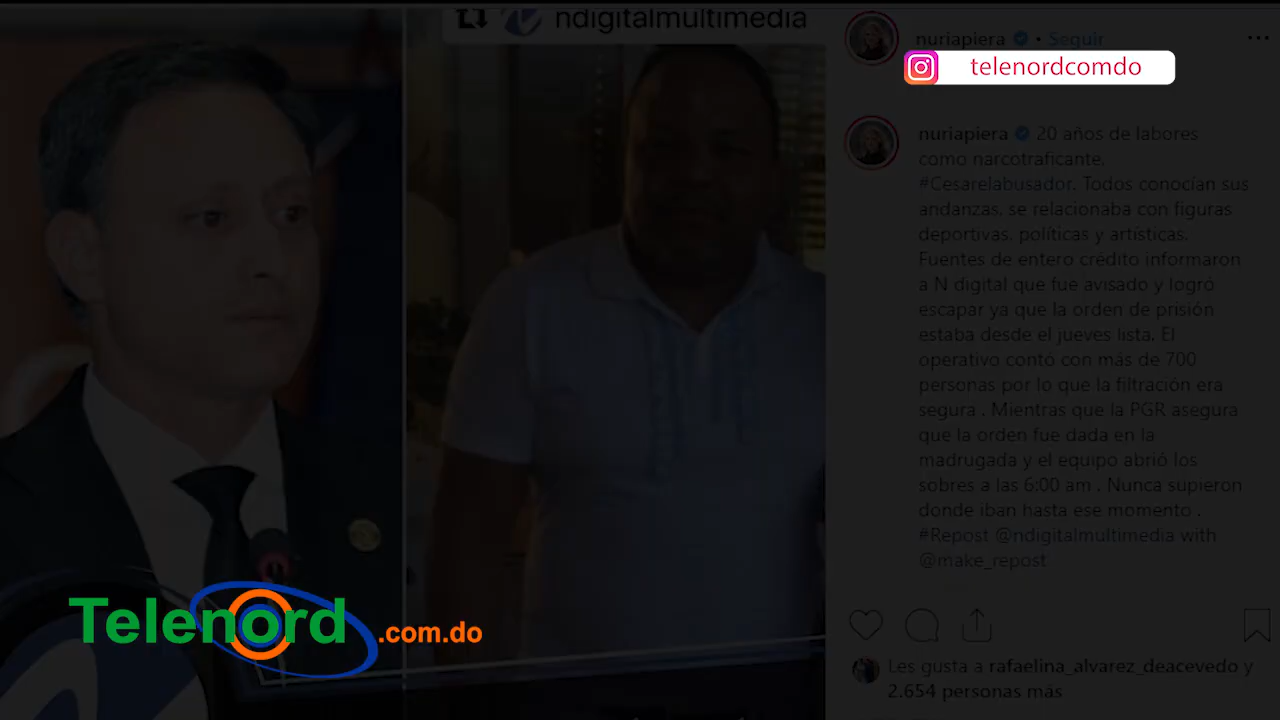 ndigitalmultimedia
nuriapiera • Seguir
telenordcomdo
nuriapiera 20 años de labores
como narcotraficante,
#Cesarelabusador. Todos conocían sus
andanzas, se relacionaba con figuras
deportivas, políticas y artísticas.
Fuentes de entero crédito informaron
a N digital que fue avisado y logró
escapar ya que la orden de prisión
estaba desde el jueves lista. El
operativo contó con más de 700
personas por lo que la filtración era
segura . Mientras que la PGR asegura
que la orden fue dada en la
madrugada y el equipo abrió los
sobres a las 6:00 am . Nunca supieron
donde iban hasta ese momento .
#Repost @ndigitalmultimedia with
@make_repost
Les gusta a rafaelina_alvarez_deacevedo y
2.654 personas más
Telenord.com.do